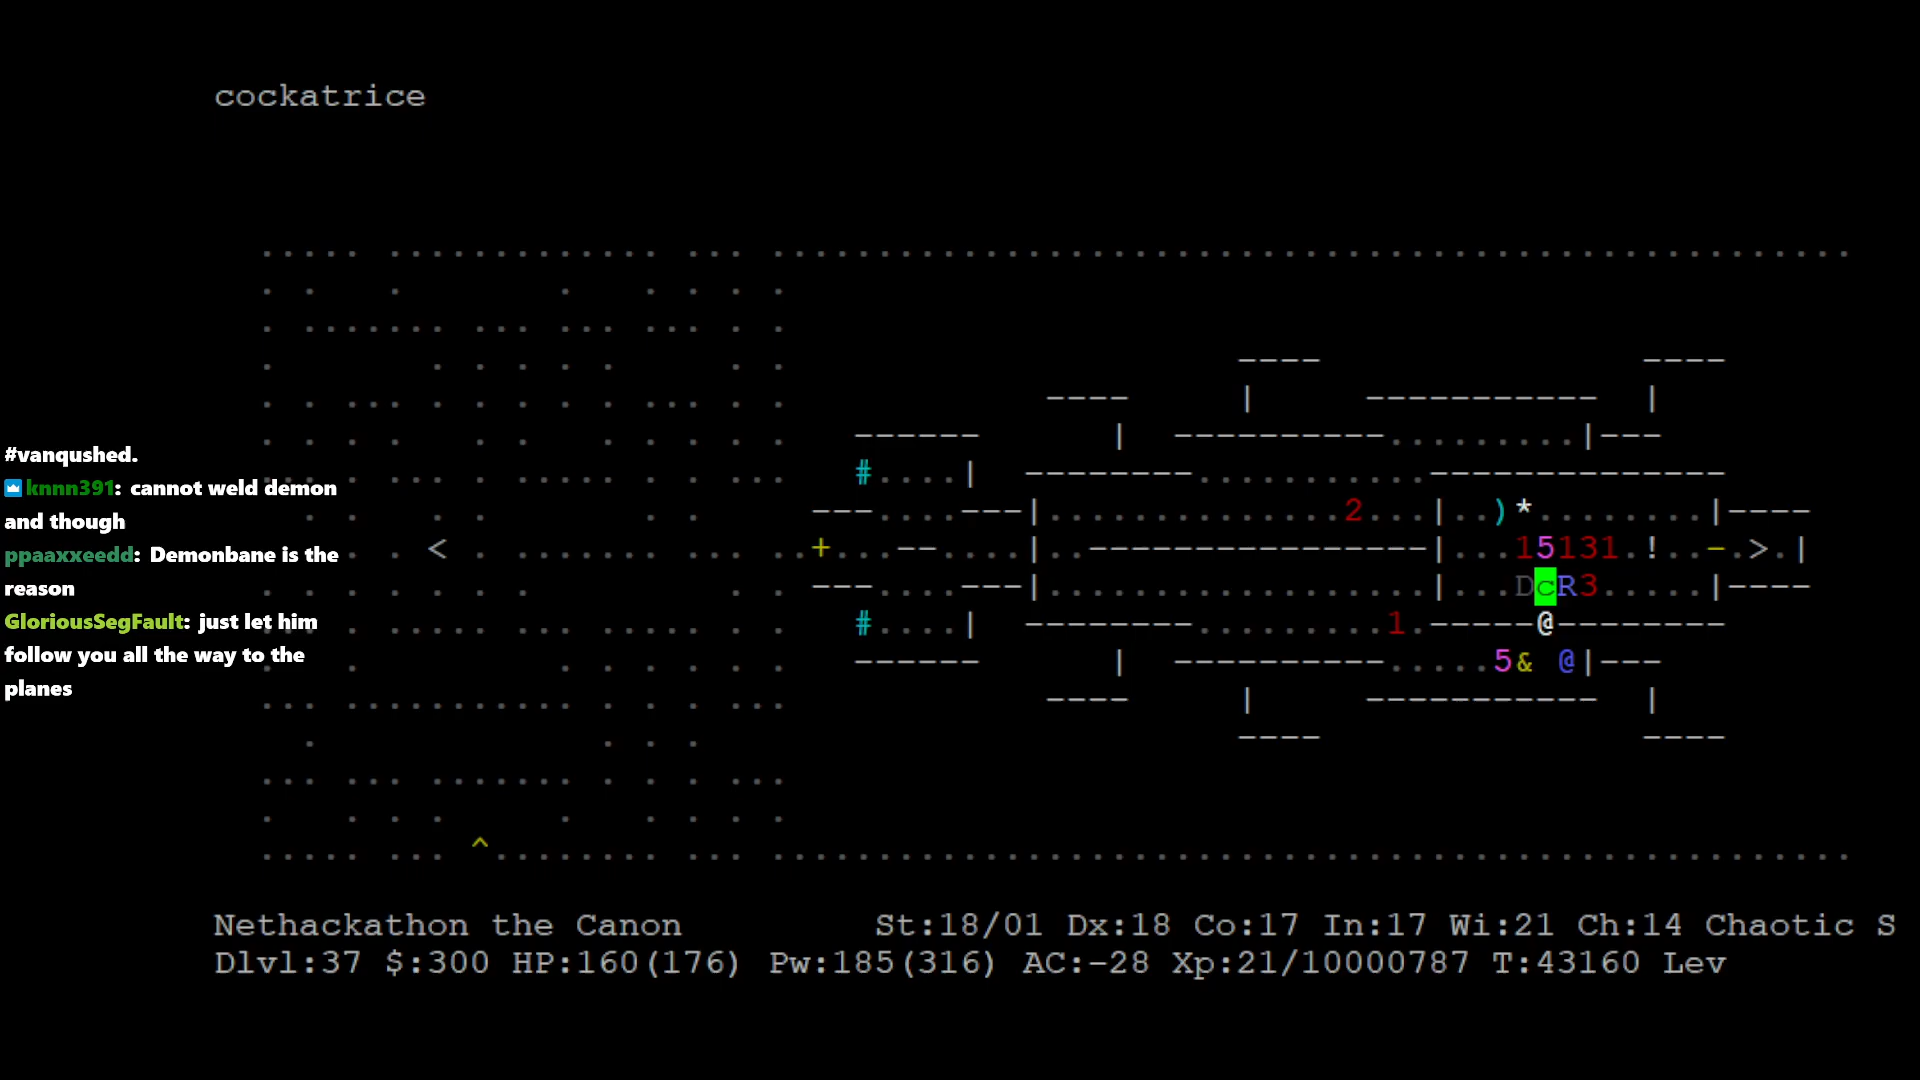 cockatrice
#vanqushed.
knnn391: cannot weld demon
and though
ppaaxxeedd: Demonbane is the
reason
GloriousSegFault: just let him
follow you all the way to the
planes
Nethackathon the Canon St:18/01 Dx:18 Co:17 In:17 Wi:21 Ch:14 Chaotic S
Dlvl:37 $:300 HP:160(176) Pw:185(316) AC:-28 Xp:21/10000787 T:43160 Lev